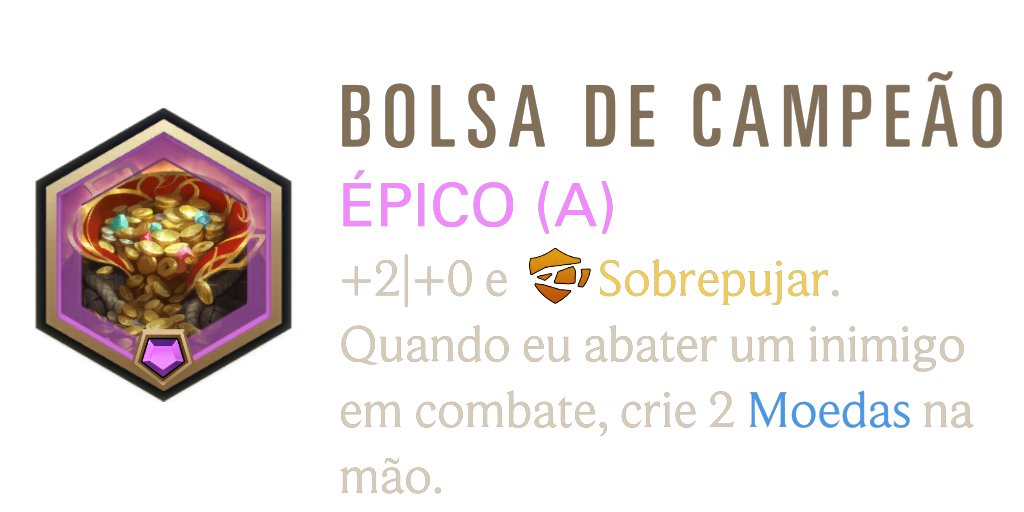 BOLSA DE CAMPEÃO
ÉPICO (A)
+2|+0 e Sobrepujar.
Quando eu abater um inimigo
em combate, crie 2 Moedas na
mão.